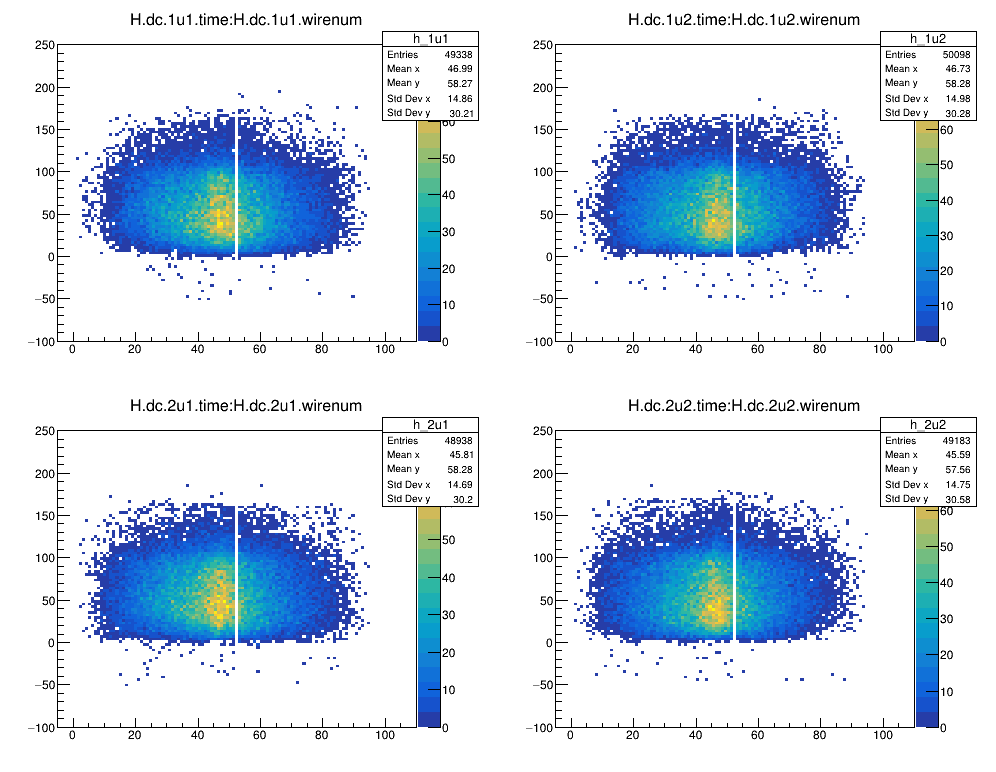 H.dc.1u1.time:H.dc.1u1.wirenum
h_1u1
Entries 49338
Mean x 46.99
Mean y 58.27
Std Dev x 14.86
Std Dev y 30.21
250
200
150
100
50
0
−50
−100
0 20 40 60 80 100
60
50
40
30
20
10
0
H.dc.1u2.time:H.dc.1u2.wirenum
h_1u2
Entries 50098
Mean x 46.73
Mean y 58.28
Std Dev x 14.98
Std Dev y 30.28
250
200
150
100
50
0
−50
−100
0 20 40 60 80 100
60
50
40
30
20
10
0
H.dc.2u1.time:H.dc.2u1.wirenum
h_2u1
Entries 48938
Mean x 45.81
Mean y 58.28
Std Dev x 14.69
Std Dev y 30.2
250
200
150
100
50
0
−50
−100
0 20 40 60 80 100
50
40
30
20
10
0
H.dc.2u2.time:H.dc.2u2.wirenum
h_2u2
Entries 49183
Mean x 45.59
Mean y 57.56
Std Dev x 14.75
Std Dev y 30.58
250
200
150
100
50
0
−50
−100
0 20 40 60 80 100
60
50
40
30
20
10
0